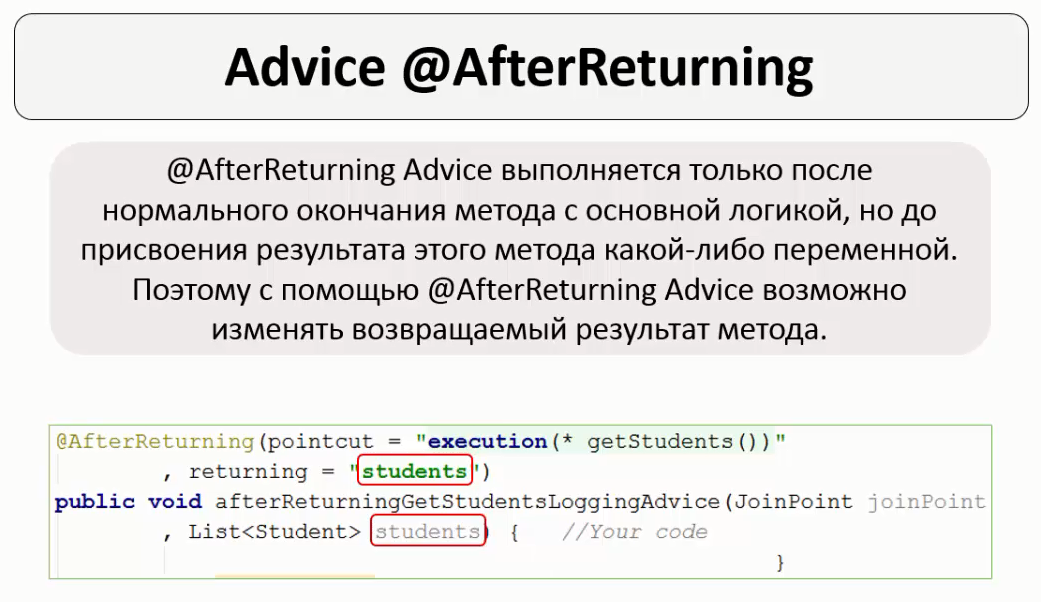 Advice @AfterReturning
@AfterReturning Advice выполняется только после
нормального окончания метода с основной логикой, но до
присвоения результата этого метода какой-либо переменной.
Поэтому с помощью @AfterReturning Advice возможно
изменять возвращаемый результат метода.
@AfterReturning(pointcut = "execution(* getStudents())"
, returning = "students")
public void afterReturningGetStudentsLoggingAdvice(JoinPoint joinPoint
, List<Student> students) { //Your code
}